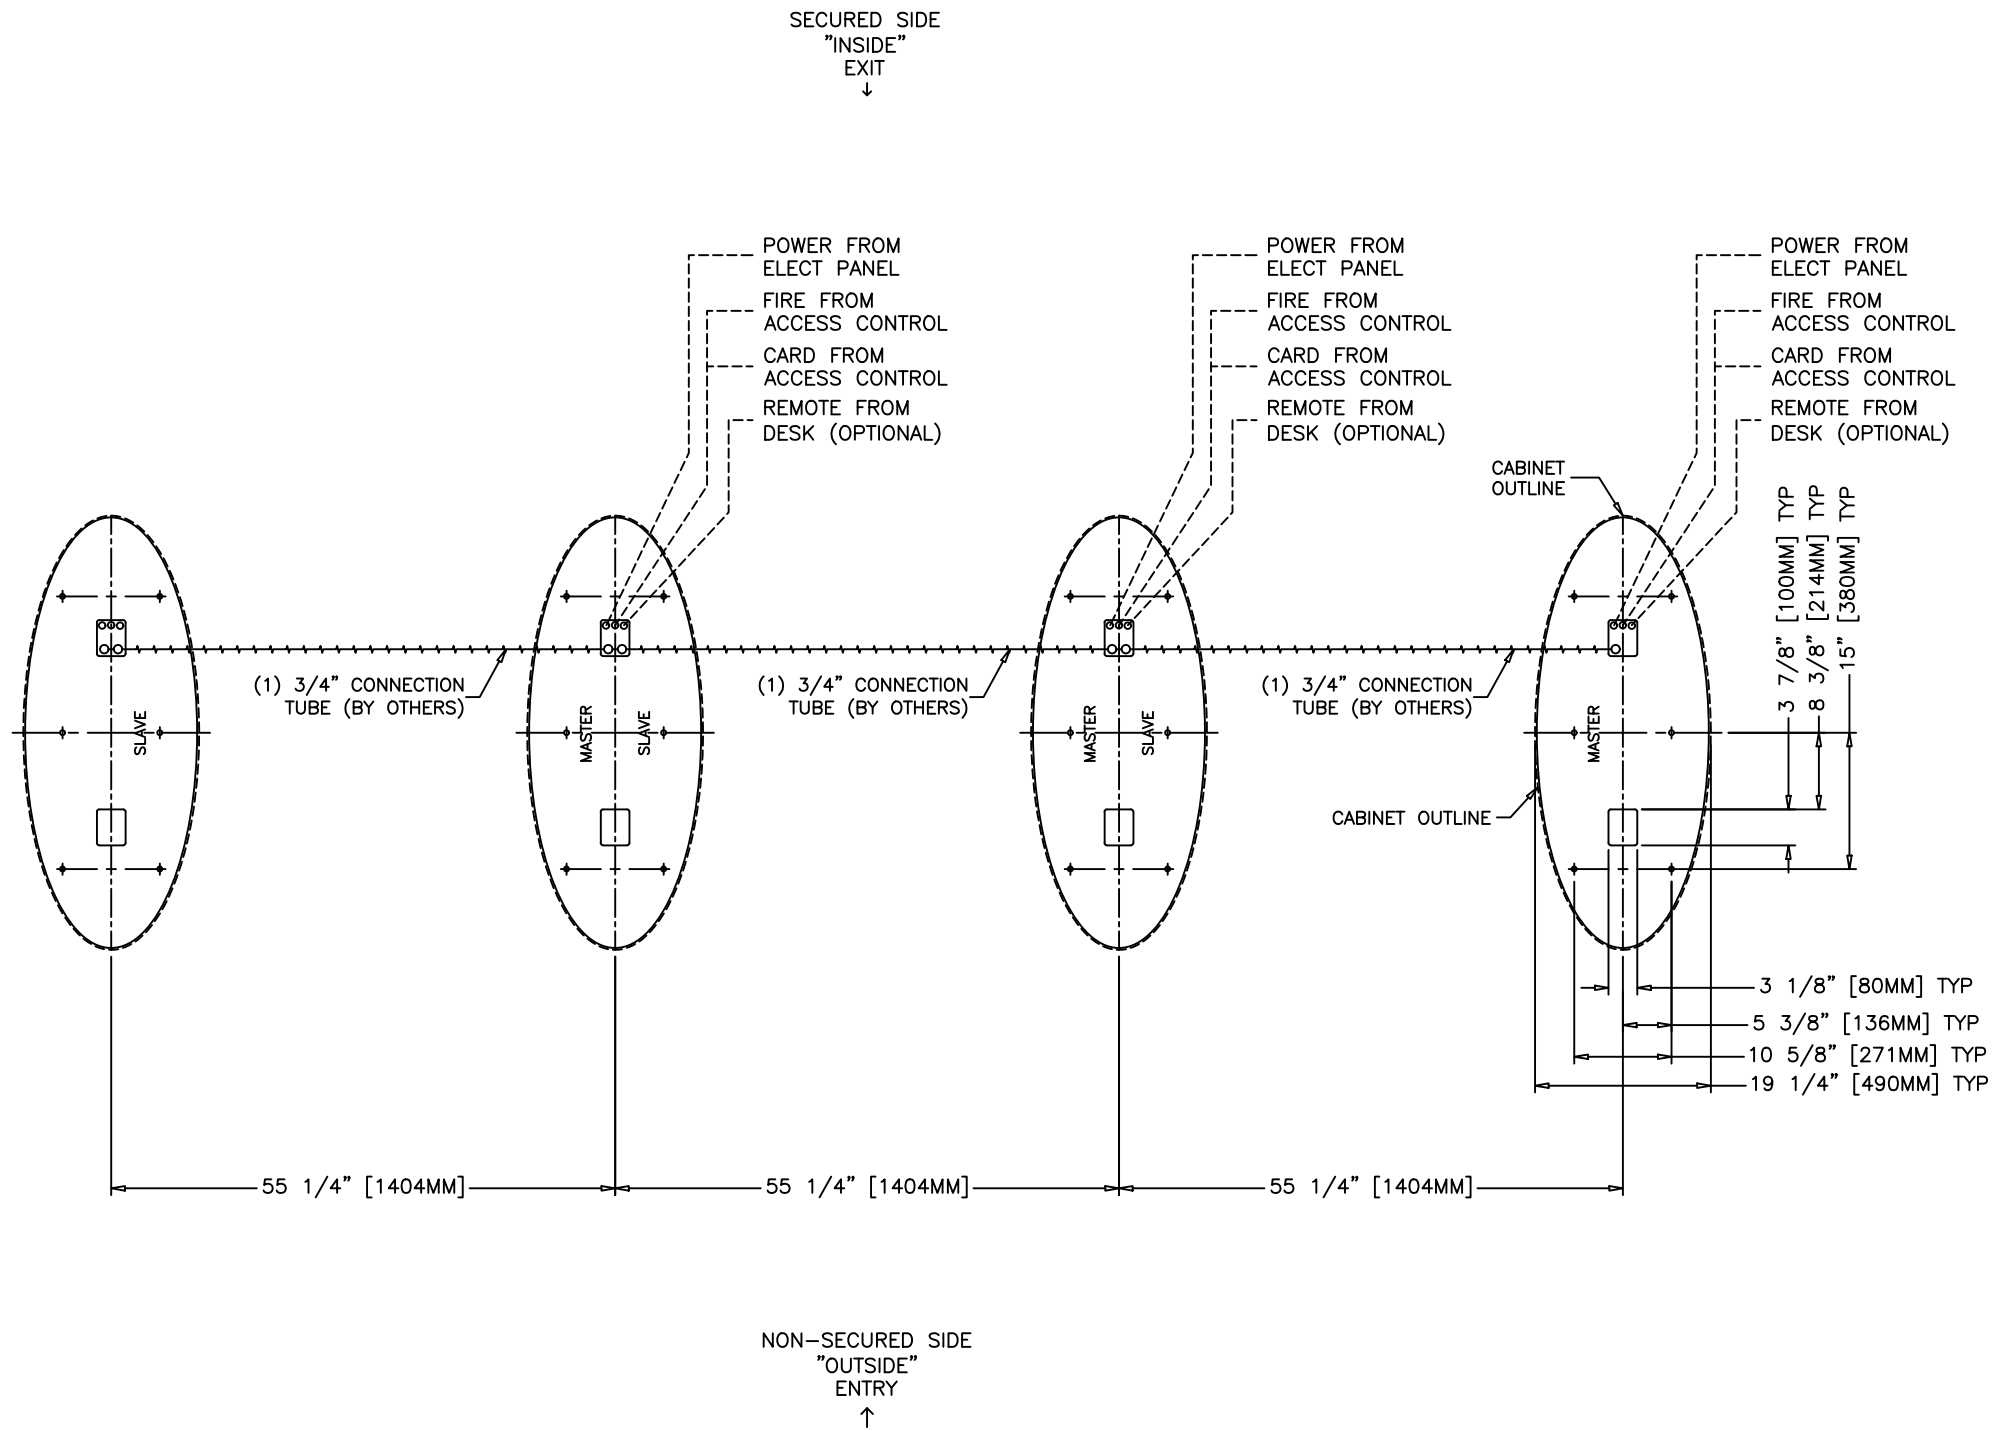 SECURED SIDE
"INSIDE"
EXIT
POWER FROM
ELECT PANEL
FIRE FROM
ACCESS CONTROL
CARD FROM
ACCESS CONTROL
REMOTE FROM
DESK (OPTIONAL)
POWER FROM
ELECT PANEL
FIRE FROM
ACCESS CONTROL
CARD FROM
ACCESS CONTROL
REMOTE FROM
DESK (OPTIONAL)
POWER FROM
ELECT PANEL
FIRE FROM
ACCESS CONTROL
CARD FROM
ACCESS CONTROL
REMOTE FROM
DESK (OPTIONAL)
CABINET
OUTLINE
3 7/8" [100MM] TYP
8 3/8" [214MM] TYP
15" [380MM] TYP
(1) 3/4" CONNECTION
TUBE (BY OTHERS)
(1) 3/4" CONNECTION
TUBE (BY OTHERS)
(1) 3/4" CONNECTION
TUBE (BY OTHERS)
SLAVE
MASTER
SLAVE
MASTER
SLAVE
MASTER
CABINET OUTLINE
3 1/8" [80MM] TYP
5 3/8" [136MM] TYP
10 5/8" [271MM] TYP
19 1/4" [490MM] TYP
55 1/4" [1404MM]
55 1/4" [1404MM]
55 1/4" [1404MM]
NON-SECURED SIDE
"OUTSIDE"
ENTRY